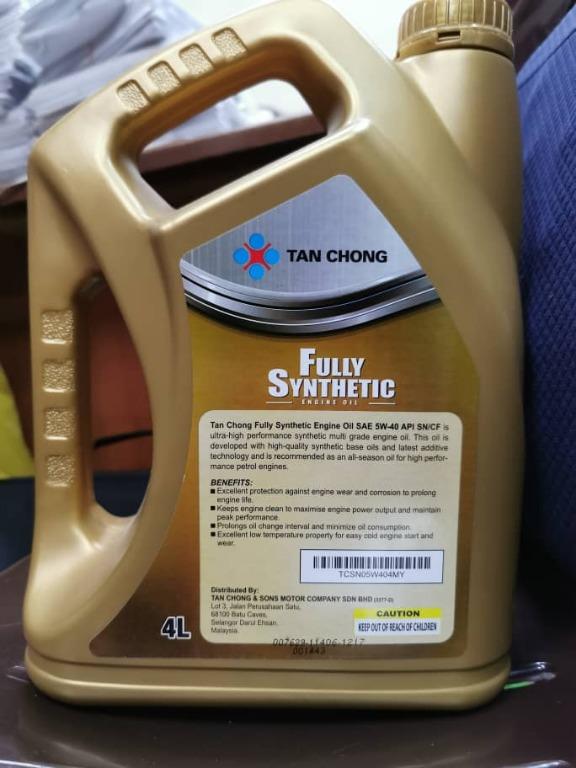 TAN CHONG
FULLY
SYNTHETIC
ENGINE OIL
Tan Chong Fully Synthetic Engine Oil SAE 5W-40 API SN/CF is
ultra-high performance synthetic multi grade engine oil. This oil is
developed with high-quality synthetic base oils and latest additive
technology and is recommended as an all-season oil for high perfor-
mance petrol engines.
BENEFITS:
■ Excellent protection against engine wear and corrosion to prolong
engine life.
■ Keeps engine clean to maximise engine power output and maintain
peak performance.
■ Prolongs oil change interval and minimize oil consumption.
■ Excellent low temperature property for easy cold engine start and
wear.
TCSN05W404MY
Distributed By:
TAN CHONG & SONS MOTOR COMPANY SDN BHD
Lot 3, Jalan Perusahaan Satu,
68100 Batu Caves,
Selangor Darul Ehsan,
Malaysia.
CAUTION
KEEP OUT OF REACH OF CHILDREN
4L
007629-11406-1217
001443